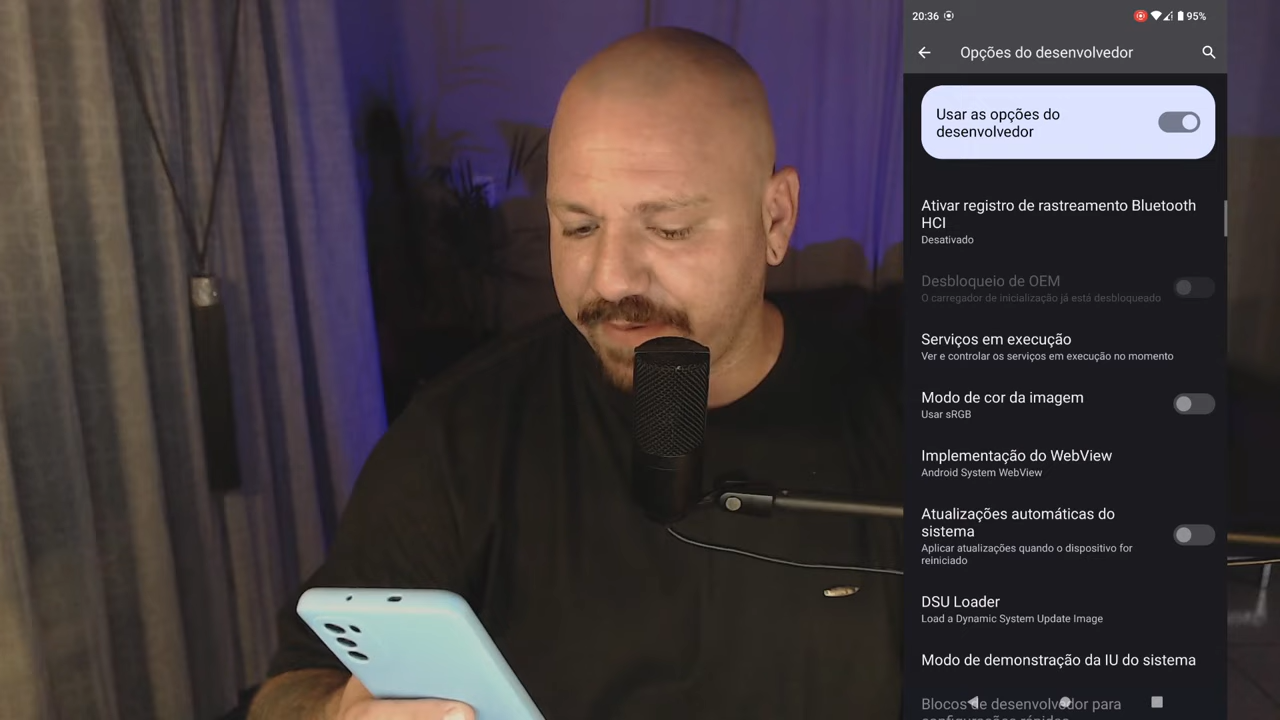 20:36
95%
Opções do desenvolvedor
Usar as opções do
desenvolvedor
Ativar registro de rastreamento Bluetooth
HCI
Desativado
Desbloqueio de OEM
O carregador de inicialização já está desbloqueado
Serviços em execução
Ver e controlar os serviços em execução no momento
Modo de cor da imagem
Usar sRGB
Implementação do WebView
Android System WebView
Atualizações automáticas do
sistema
Aplicar atualizações quando o dispositivo for
reiniciado
DSU Loader
Load a Dynamic System Update Image
Modo de demonstração da IU do sistema
Blocos de desenvolvedor para
configurações rápidas